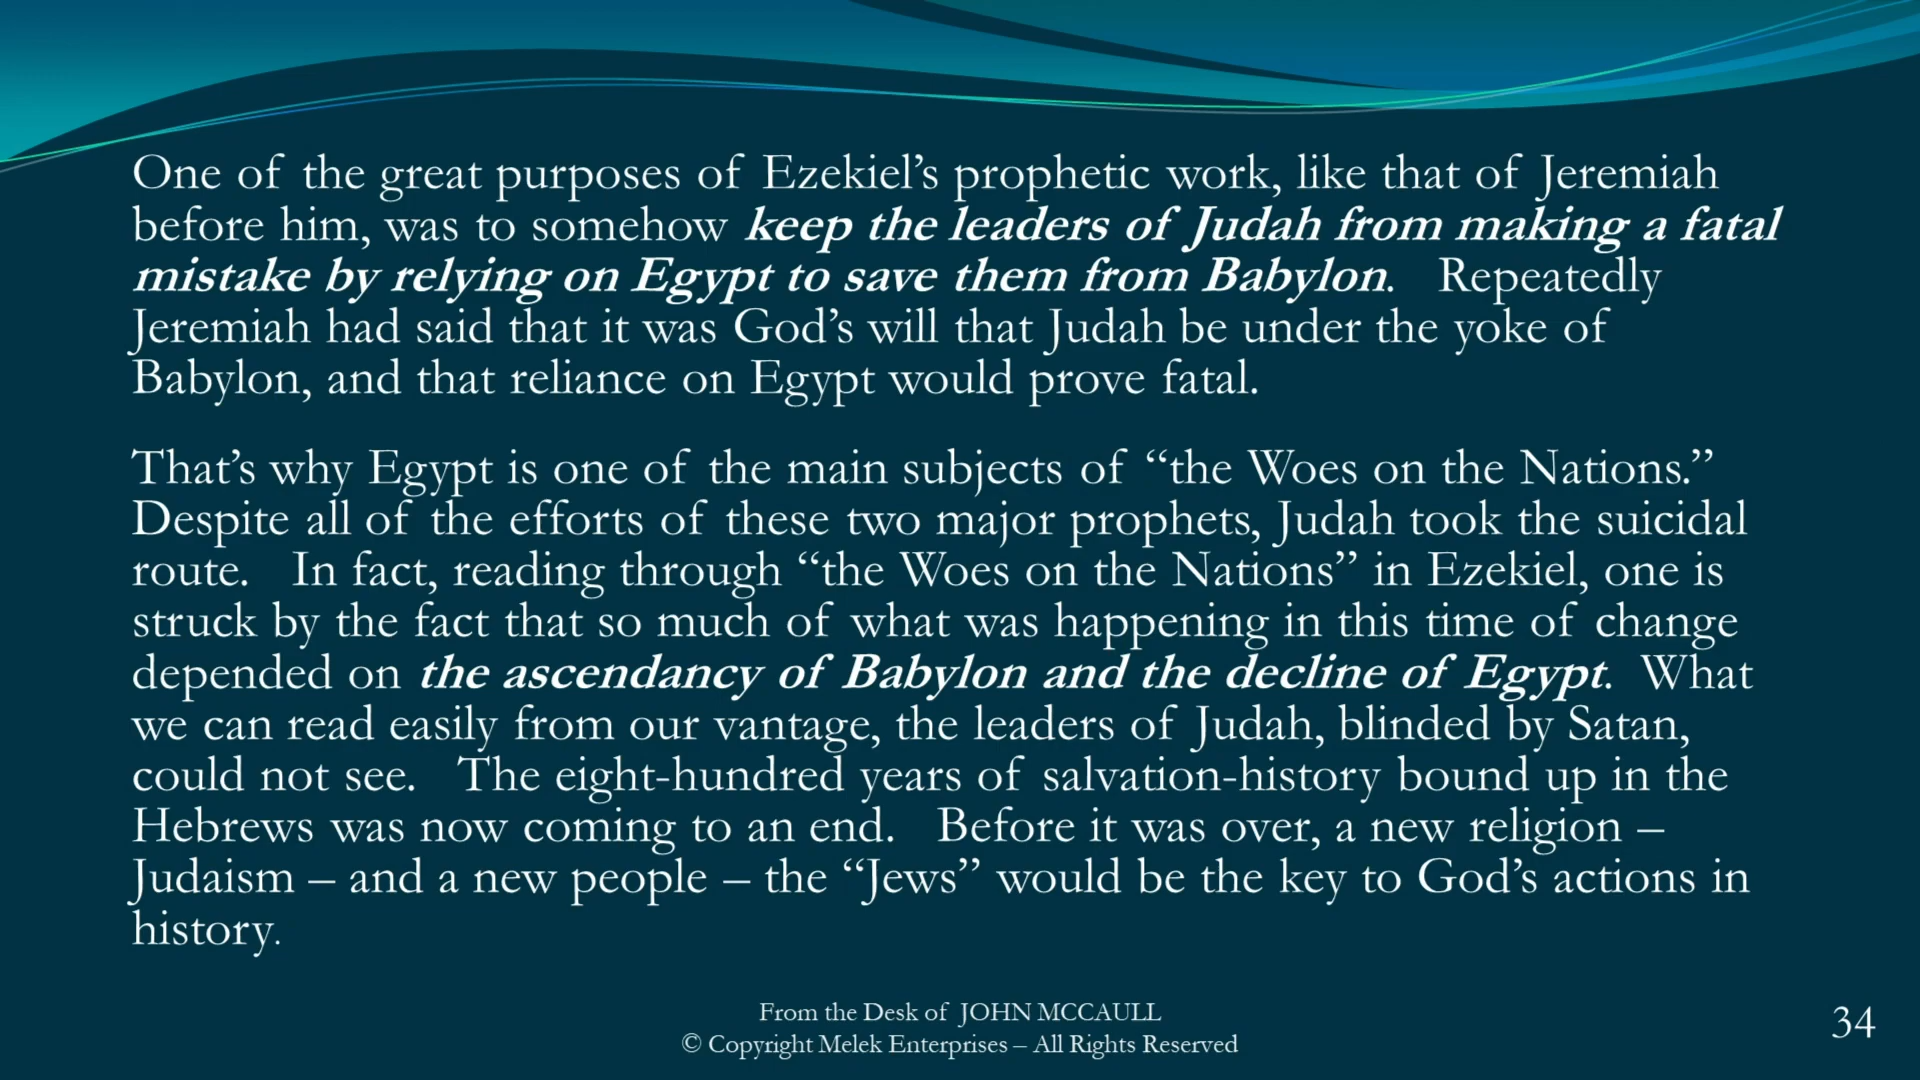 One of the great purposes of Ezekiel’s prophetic work, like that of Jeremiah
before him, was to somehow keep the leaders of Judah from making a fatal
mistake by relying on Egypt to save them from Babylon. Repeatedly
Jeremiah had said that it was God’s will that Judah be under the yoke of
Babylon, and that reliance on Egypt would prove fatal.
That’s why Egypt is one of the main subjects of “the Woes on the Nations.”
Despite all of the efforts of these two major prophets, Judah took the suicidal
route. In fact, reading through “the Woes on the Nations” in Ezekiel, one is
struck by the fact that so much of what was happening in this time of change
depended on the ascendancy of Babylon and the decline of Egypt. What
we can read easily from our vantage, the leaders of Judah, blinded by Satan,
could not see. The eight-hundred years of salvation-history bound up in the
Hebrews was now coming to an end. Before it was over, a new religion –
Judaism – and a new people – the “Jews” would be the key to God’s actions in
history.
From the Desk of JOHN MCCAULL
© Copyright Melek Enterprises – All Rights Reserved
34